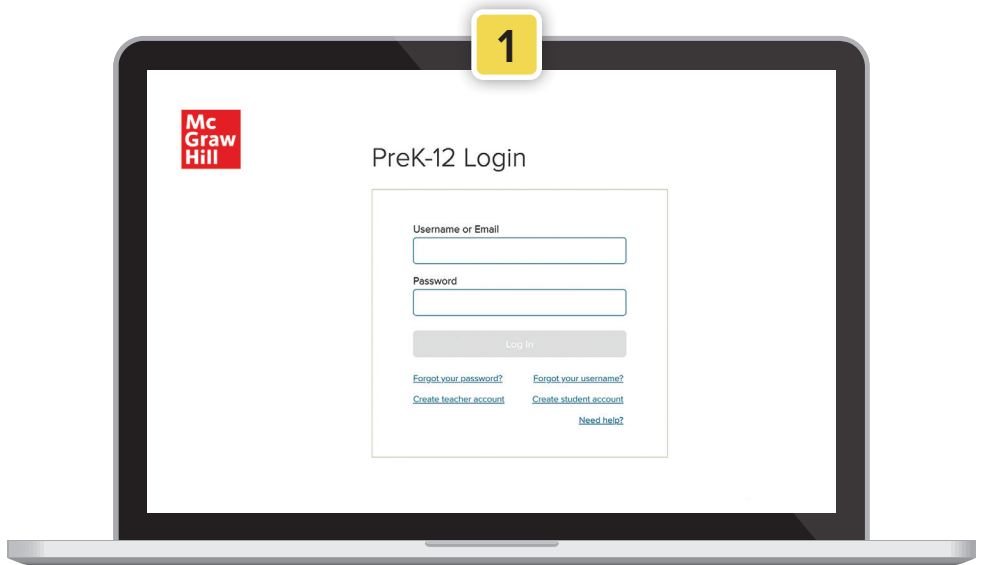 1
Mc
Graw
Hill
PreK-12 Login
Username or Email
Password
Log In
Forgot your password? Forgot your username?
Create teacher account Create student account
Need help?